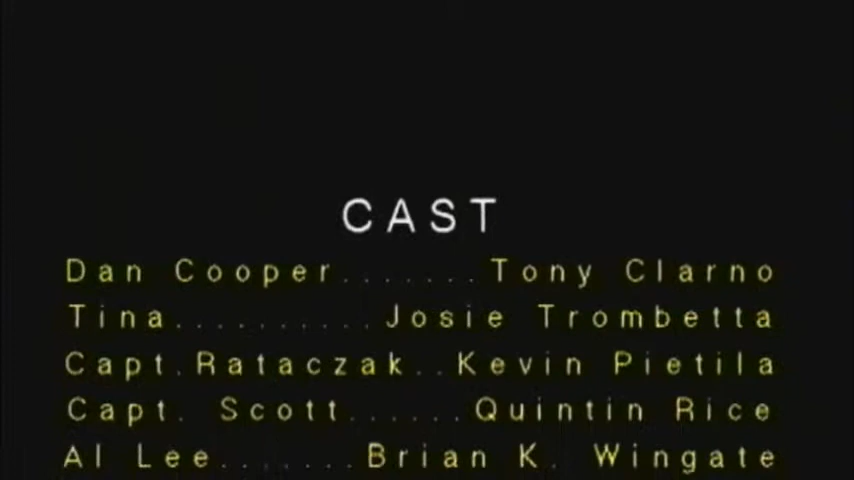 CAST
Dan Cooper.......Tony Clarno
Tina..........Josie Trombetta
Capt.Rataczak..Kevin Pietila
Capt. Scott......Quintin Rice
Al Lee.......Brian K. Wingate